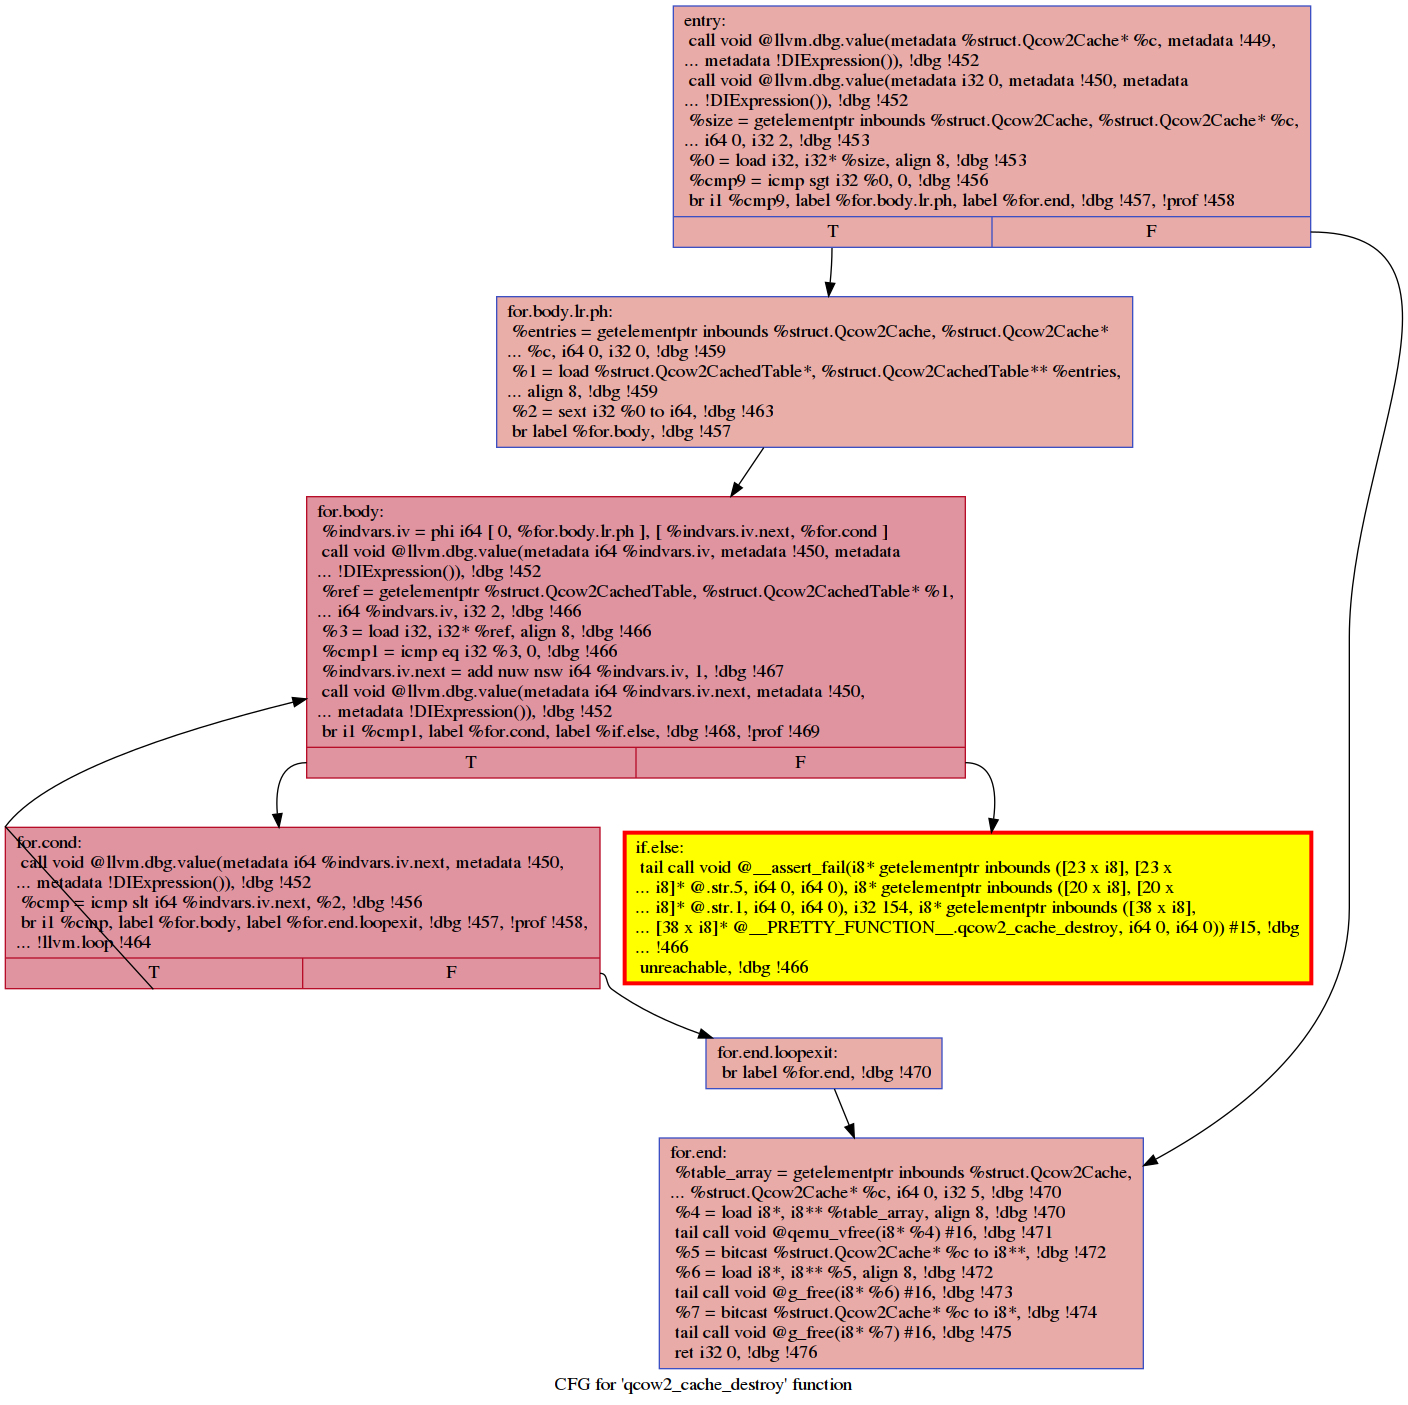 entry:
call void @llvm.dbg.value(metadata %struct.Qcow2Cache* %c, metadata !449,
... metadata !DIExpression()), !dbg !452
call void @llvm.dbg.value(metadata i32 0, metadata !450, metadata
... !DIExpression()), !dbg !452
%size = getelementptr inbounds %struct.Qcow2Cache, %struct.Qcow2Cache* %c,
... i64 0, i32 2, !dbg !453
%0 = load i32, i32* %size, align 8, !dbg !453
%cmp9 = icmp sgt i32 %0, 0, !dbg !456
br i1 %cmp9, label %for.body.lr.ph, label %for.end, !dbg !457, !prof !458
T F
for.body.lr.ph:
%entries = getelementptr inbounds %struct.Qcow2Cache, %struct.Qcow2Cache*
... %c, i64 0, i32 0, !dbg !459
%1 = load %struct.Qcow2CachedTable*, %struct.Qcow2CachedTable** %entries,
... align 8, !dbg !459
%2 = sext i32 %0 to i64, !dbg !463
br label %for.body, !dbg !457
for.body:
%indvars.iv = phi i64 [ 0, %for.body.lr.ph ], [ %indvars.iv.next, %for.cond ]
call void @llvm.dbg.value(metadata i64 %indvars.iv, metadata !450, metadata
... !DIExpression()), !dbg !452
%ref = getelementptr %struct.Qcow2CachedTable, %struct.Qcow2CachedTable* %1,
... i64 %indvars.iv, i32 2, !dbg !466
%3 = load i32, i32* %ref, align 8, !dbg !466
%cmp1 = icmp eq i32 %3, 0, !dbg !466
%indvars.iv.next = add nuw nsw i64 %indvars.iv, 1, !dbg !467
call void @llvm.dbg.value(metadata i64 %indvars.iv.next, metadata !450,
... metadata !DIExpression()), !dbg !452
br i1 %cmp1, label %for.cond, label %if.else, !dbg !468, !prof !469
T F
for.cond:
call void @llvm.dbg.value(metadata i64 %indvars.iv.next, metadata !450,
... metadata !DIExpression()), !dbg !452
%cmp = icmp slt i64 %indvars.iv.next, %2, !dbg !456
br i1 %cmp, label %for.body, label %for.end.loopexit, !dbg !457, !prof !458,
... !llvm.loop !464
T F
if.else:
tail call void @__assert_fail(i8* getelementptr inbounds ([23 x i8], [23 x
... i8]* @.str.5, i64 0, i64 0), i8* getelementptr inbounds ([20 x i8], [20 x
... i8]* @.str.1, i64 0, i64 0), i32 154, i8* getelementptr inbounds ([38 x i8],
... [38 x i8]* @__PRETTY_FUNCTION__.qcow2_cache_destroy, i64 0, i64 0)) #15, !dbg
... !466
unreachable, !dbg !466
for.end.loopexit:
br label %for.end, !dbg !470
for.end:
%table_array = getelementptr inbounds %struct.Qcow2Cache,
... %struct.Qcow2Cache* %c, i64 0, i32 5, !dbg !470
%4 = load i8*, i8** %table_array, align 8, !dbg !470
tail call void @qemu_vfree(i8* %4) #16, !dbg !471
%5 = bitcast %struct.Qcow2Cache* %c to i8**, !dbg !472
%6 = load i8*, i8** %5, align 8, !dbg !472
tail call void @g_free(i8* %6) #16, !dbg !473
%7 = bitcast %struct.Qcow2Cache* %c to i8*, !dbg !474
tail call void @g_free(i8* %7) #16, !dbg !475
ret i32 0, !dbg !476
CFG for 'qcow2_cache_destroy' function